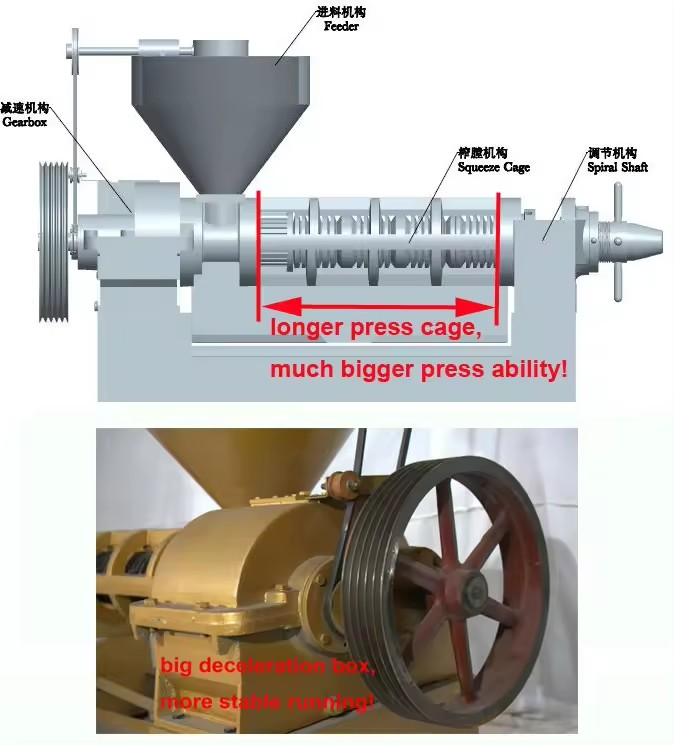 进料机构
Feeder
减速机构
Gearbox
榨膛机构
Squeeze Cage
调节机构
Spiral Shaft
longer press cage,
much bigger press ability!
big deceleration box,
more stable running!